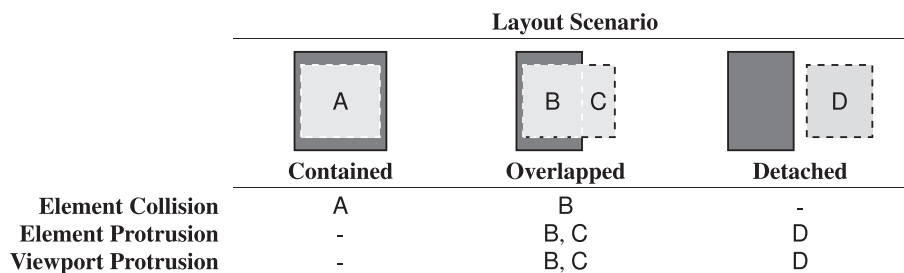 Layout Scenario
A B C D
Contained Overlapped Detached
Element Collision A B -
Element Protrusion - B, C D
Viewport Protrusion - B, C D